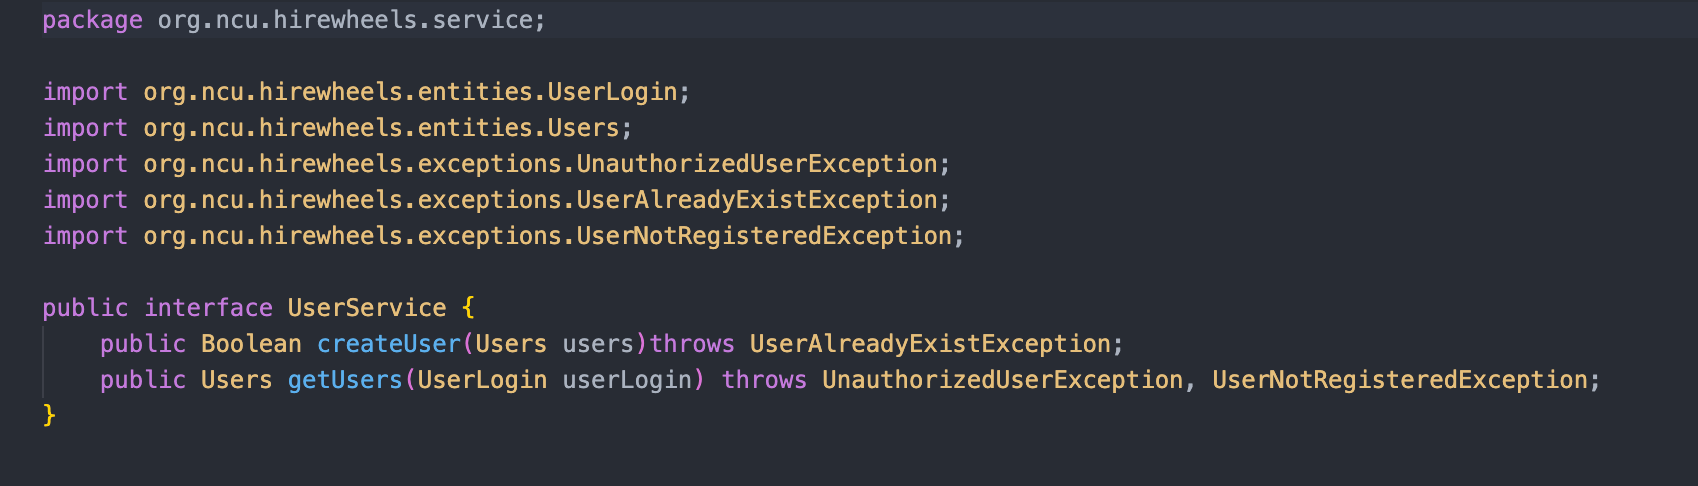 package org.ncu.hirewheels.service;
import org.ncu.hirewheels.entities.UserLogin;
import org.ncu.hirewheels.entities.Users;
import org.ncu.hirewheels.exceptions.UnauthorizedUserException;
import org.ncu.hirewheels.exceptions.UserAlreadyExistException;
import org.ncu.hirewheels.exceptions.UserNotRegisteredException;
public interface UserService {
    public Boolean createUser(Users users)throws UserAlreadyExistException;
    public Users getUsers(UserLogin userLogin) throws UnauthorizedUserException, UserNotRegisteredException;
}